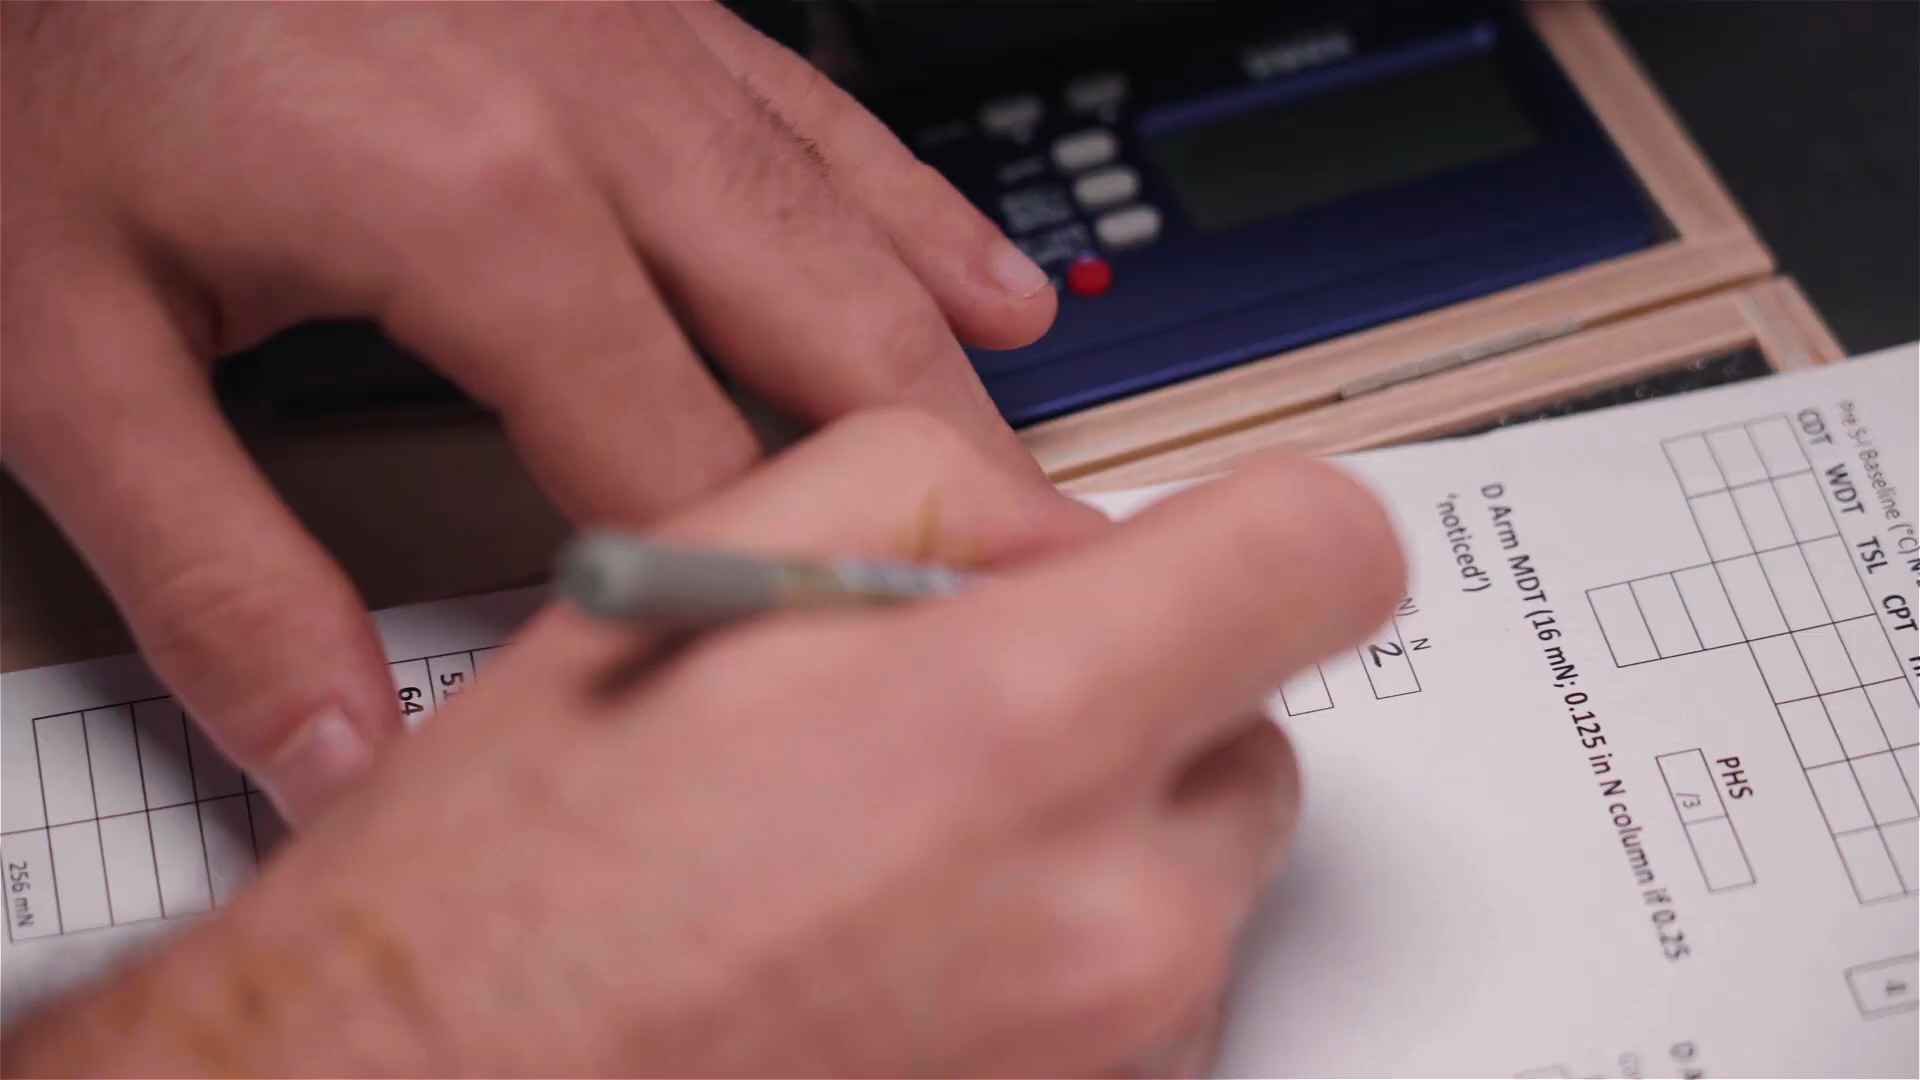 Pre S-I Baseline (°C)
CDT WDT TSL CPT
PHS
/3
D Arm MDT (16 mN; 0.125 in N column if 0.25
'noticed')
N
2
64
256 mN
4